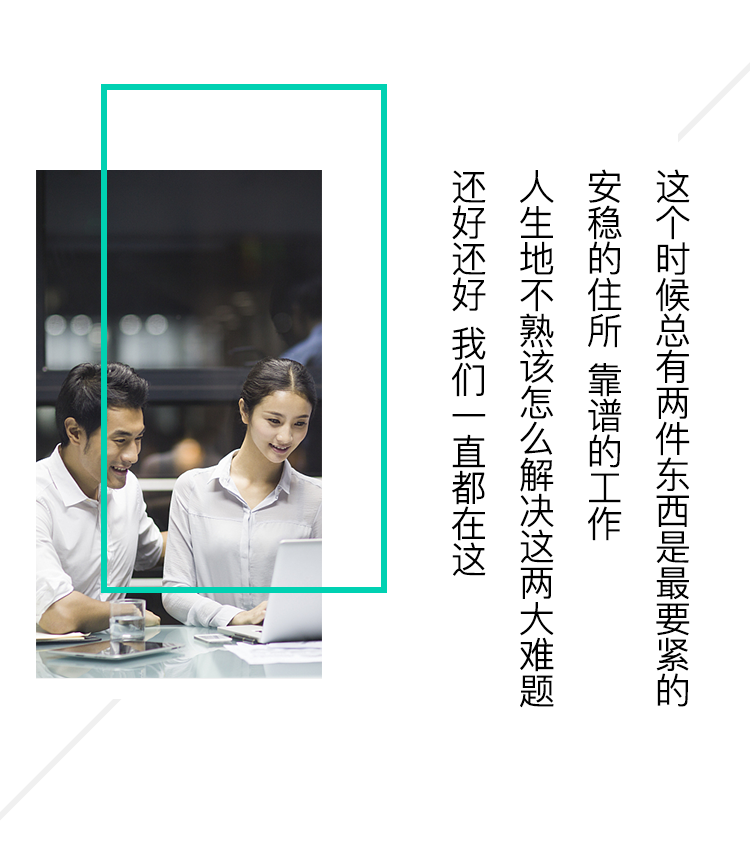 这个时候总有两件东西是最要紧的
安稳的住所 靠谱的工作
人生地不熟该怎么解决这两大难题
还好还好 我们一直都在这